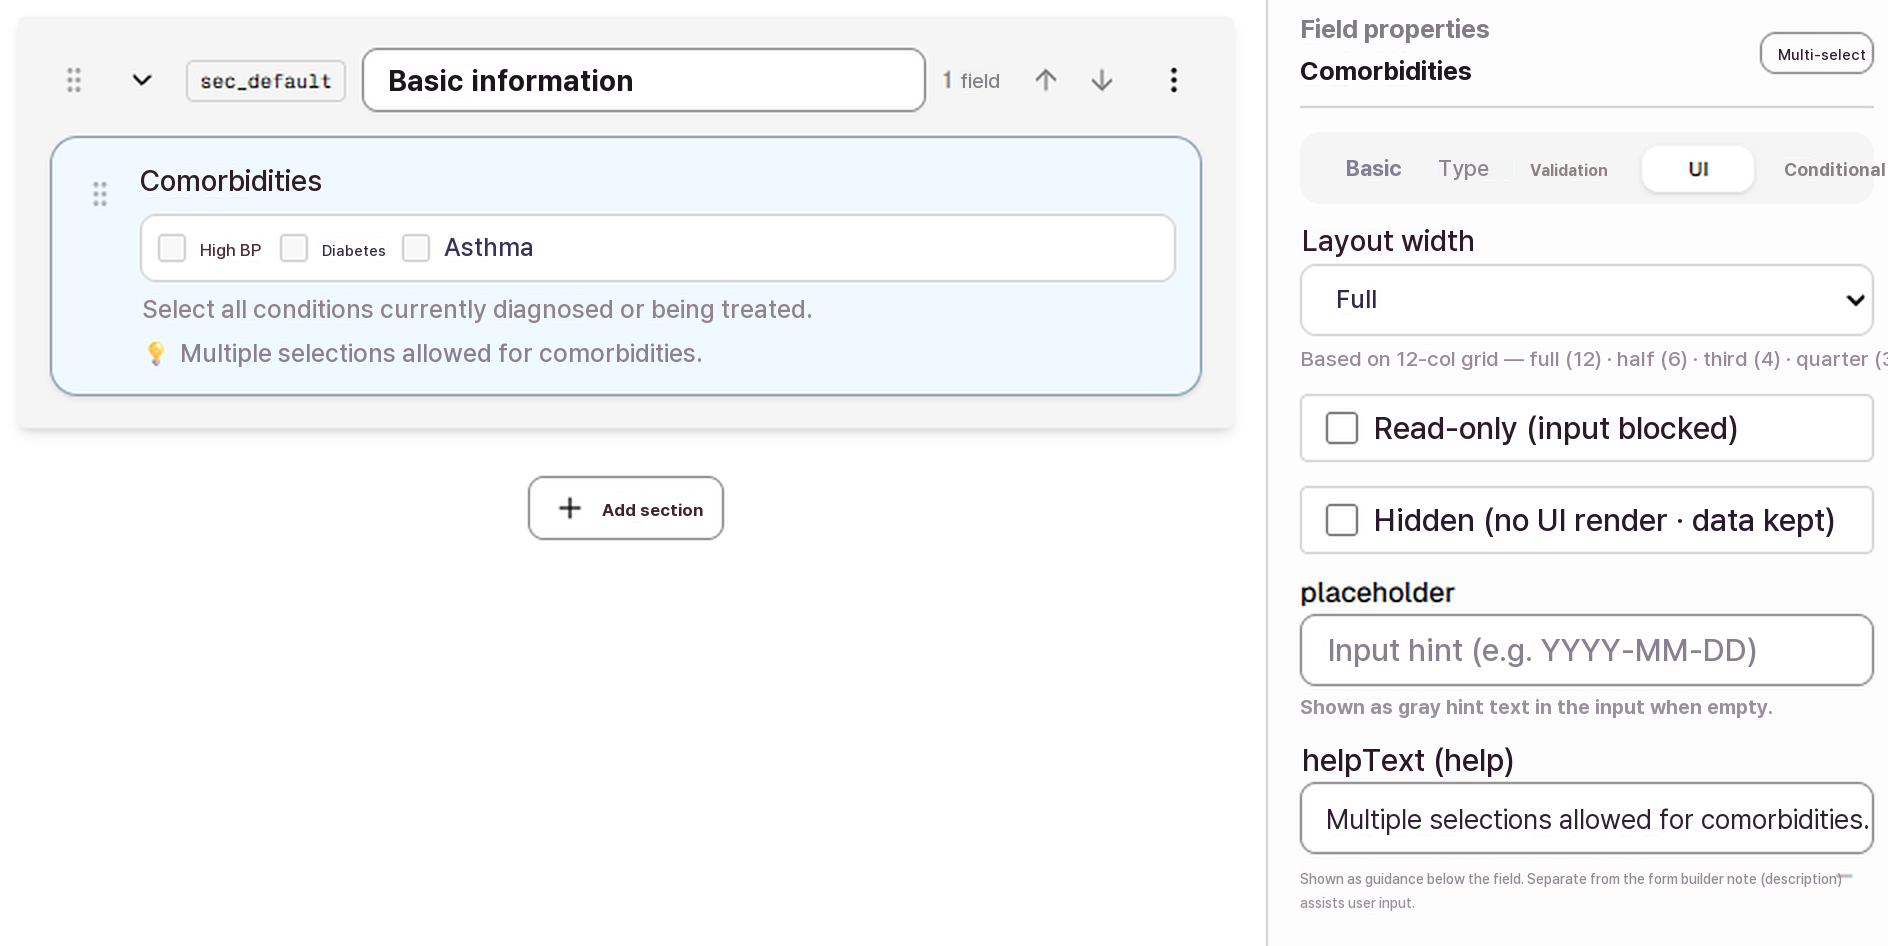 sec_default Basic information 1 field
Comorbidities
High BP Diabetes Asthma
Select all conditions currently diagnosed or being treated.
💡 Multiple selections allowed for comorbidities.
+ Add section
Field properties
Comorbidities
Multi-select
Basic Type Validation UI Conditional
Layout width
Full
Based on 12-col grid — full (12) · half (6) · third (4) · quarter (3
Read-only (input blocked)
Hidden (no UI render · data kept)
placeholder
Input hint (e.g. YYYY-MM-DD)
Shown as gray hint text in the input when empty.
helpText (help)
Multiple selections allowed for comorbidities.
Shown as guidance below the field. Separate from the form builder note (description) —
assists user input.